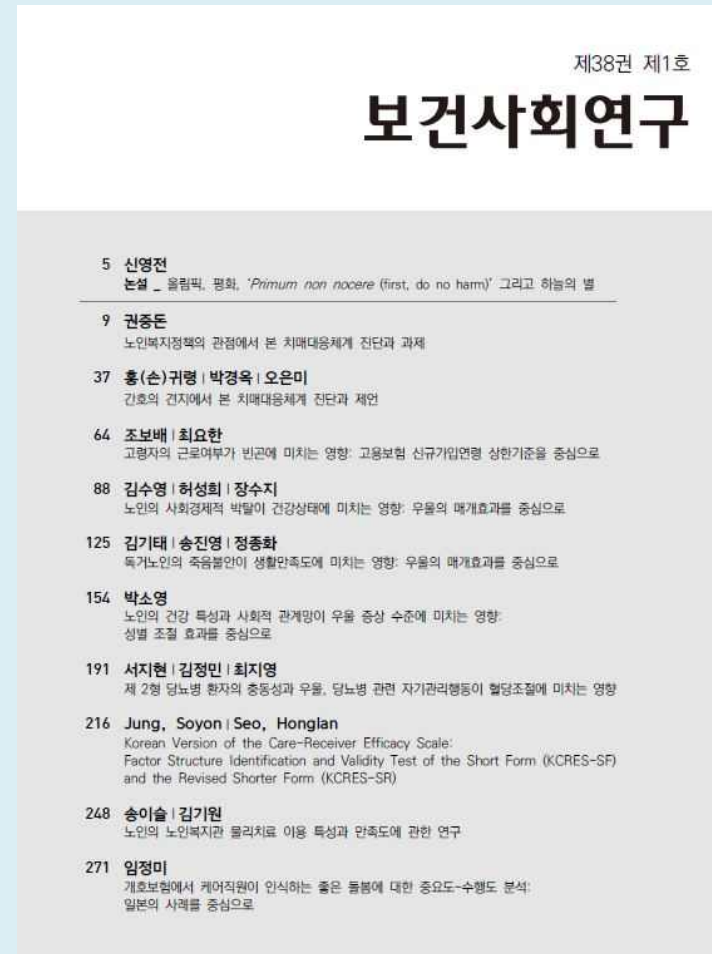 제38권 제1호
보건사회연구
5 신영전
논설 _ 올림픽, 평화, ‘Primum non nocere (first, do no harm)’ 그리고 하늘의 별
9 권중돈
노인복지정책의 관점에서 본 치매대응체계 진단과 과제
37 홍(손)귀령 | 박경옥 | 오은미
간호의 견지에서 본 치매대응체계 진단과 제언
64 조보배 | 최요한
고령자의 근로여부가 빈곤에 미치는 영향: 고용보험 신규가입연령 상한기준을 중심으로
88 김수영 | 허성희 | 장수지
노인의 사회경제적 박탈이 건강상태에 미치는 영향: 우울의 매개효과를 중심으로
125 김기태 | 송진영 | 정종화
독거노인의 죽음불안이 생활만족도에 미치는 영향: 우울의 매개효과를 중심으로
154 박소영
노인의 건강 특성과 사회적 관계망이 우울 증상 수준에 미치는 영향:
성별 조절 효과를 중심으로
191 서지현 | 김정민 | 최지영
제 2형 당뇨병 환자의 충동성과 우울, 당뇨병 관련 자기관리행동이 혈당조절에 미치는 영향
216 Jung, Soyon | Seo, Honglan
Korean Version of the Care-Receiver Efficacy Scale:
Factor Structure Identification and Validity Test of the Short Form (KCRES-SF)
and the Revised Shorter Form (KCRES-SR)
248 송이슬 | 김기원
노인의 노인복지관 물리치료 이용 특성과 만족도에 관한 연구
271 임정미
개호보험에서 케어직원이 인식하는 좋은 돌봄에 대한 중요도-수행도 분석:
일본의 사례를 중심으로